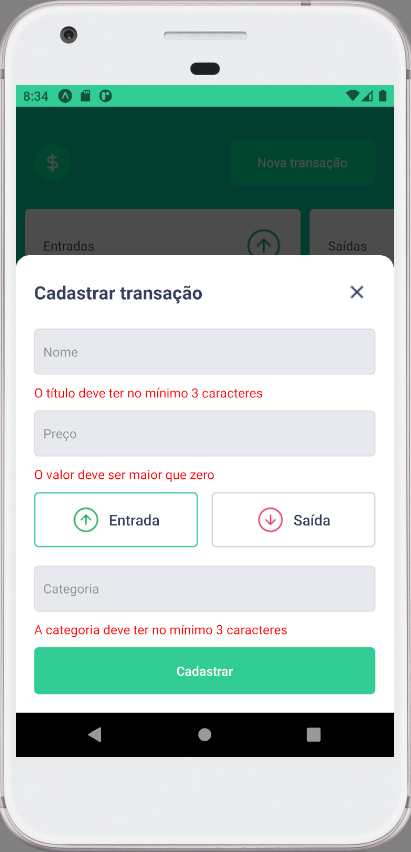 8:34
$
Nova transação
Entradas
Saídas
Cadastrar transação
Nome
O título deve ter no mínimo 3 caracteres
Preço
O valor deve ser maior que zero
Entrada
Saída
Categoria
A categoria deve ter no mínimo 3 caracteres
Cadastrar